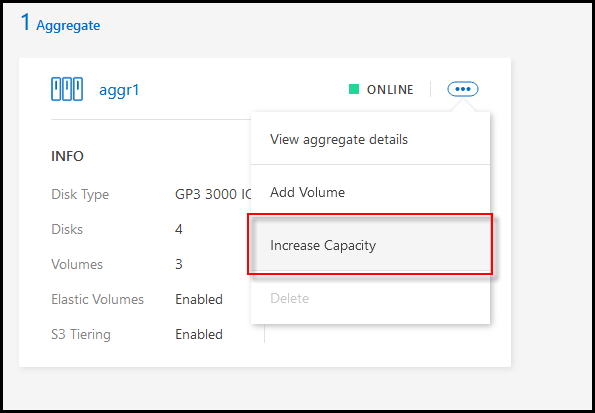 1 Aggregate
aggr1
ONLINE
View aggregate details
INFO
Disk Type GP3 3000
Add Volume
Disks 4
Increase Capacity
Volumes 3
Elastic Volumes Enabled
Delete
S3 Tiering Enabled